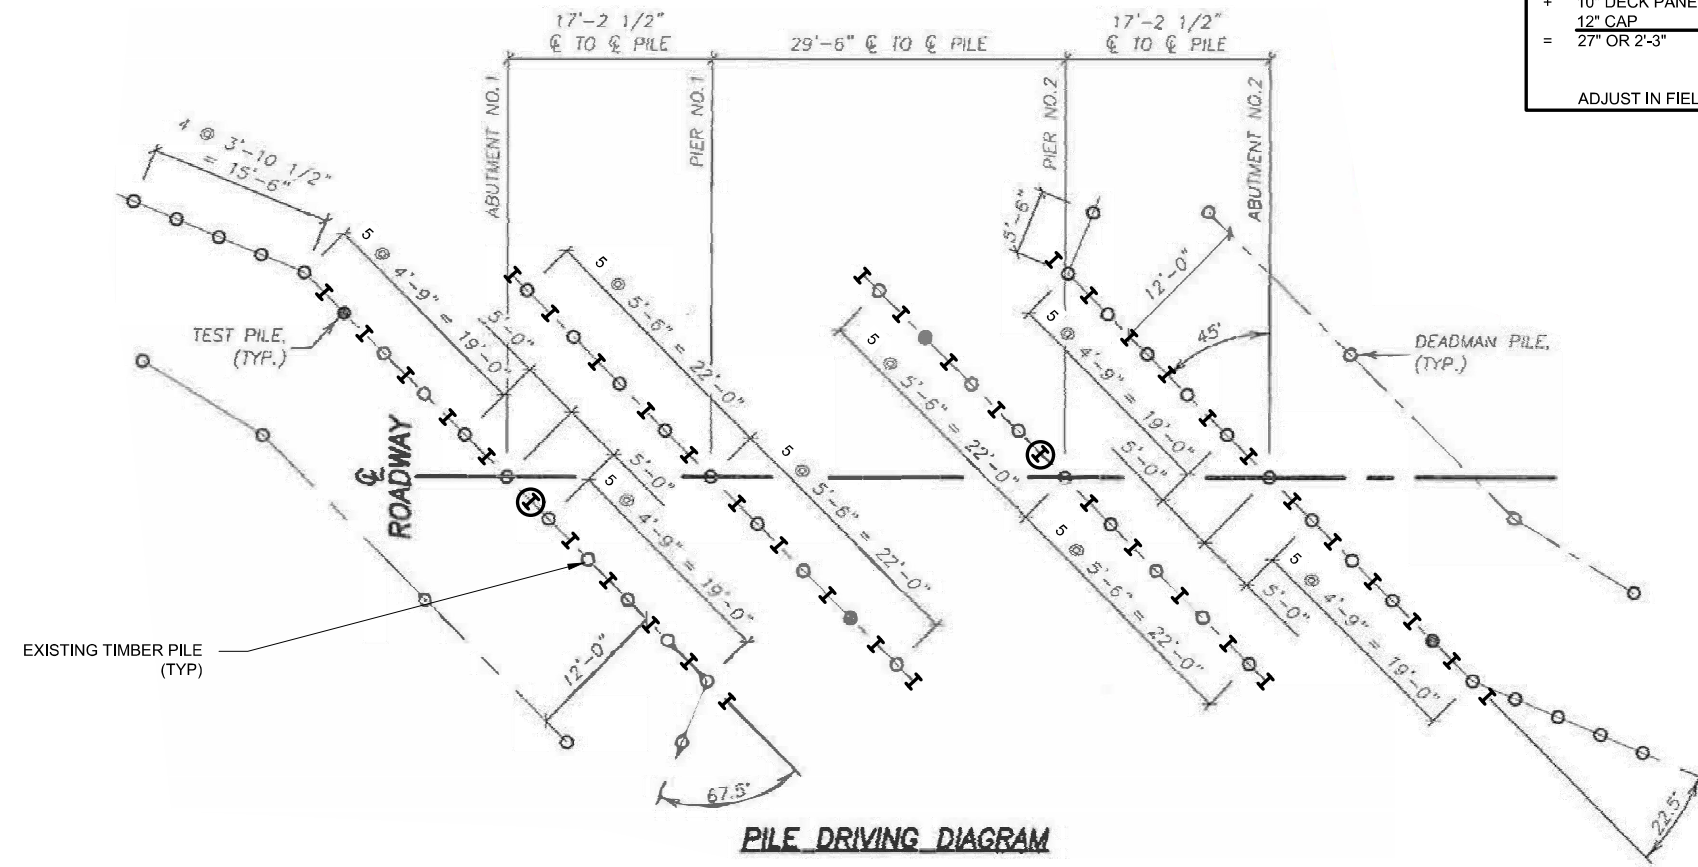 + 10" DECK PANE
12" CAP
= 27" OR 2'-3"
ADJUST IN FIEL
17'-2 1/2"
℄ TO ℄ PILE
29'-6" ℄ TO ℄ PILE
17'-2 1/2"
℄ TO ℄ PILE
ABUTMENT NO.1
PIER NO.1
PIER NO.2
ABUTMENT NO.2
4 @ 3'-10 1/2"
= 15'-6"
5 @ 4'-9" = 19'-0"
5'-0"
5 @ 5'-6" = 22'-0"
5'-6"
12'-0"
45°
TEST PILE,
(TYP.)
DEADMAN PILE,
(TYP.)
5 @ 5'-6" = 22'-0"
5 @ 4'-9" = 19'-0"
5'-0"
℄
ROADWAY
5'-0"
5 @ 4'-9" = 19'-0"
5 @ 5'-6" = 22'-0"
5 @ 5'-6" = 22'-0"
5'-0"
5 @ 4'-9" = 19'-0"
EXISTING TIMBER PILE
(TYP)
12'-0"
67.5°
22.5°
PILE DRIVING DIAGRAM